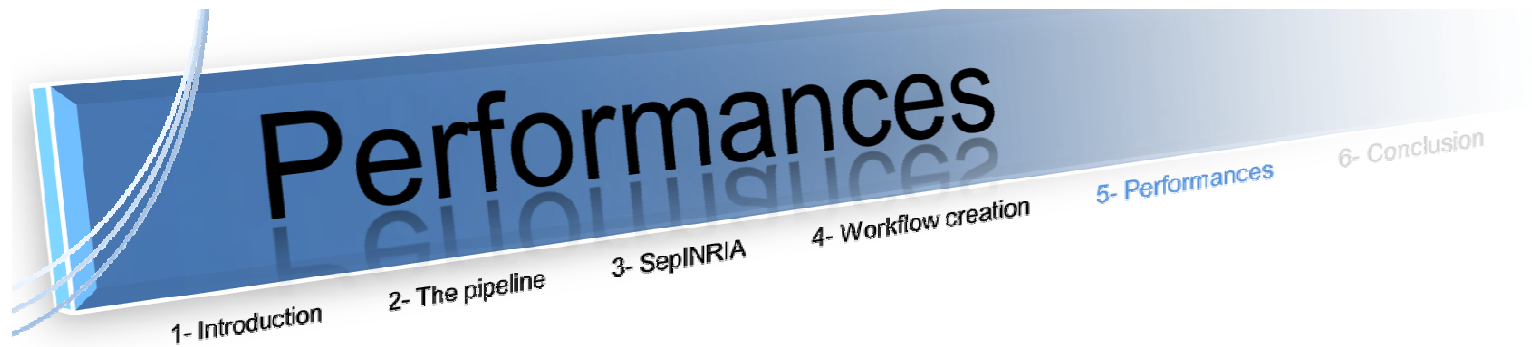 Performances
1- Introduction
2- The pipeline
3- SepINRIA
4- Workflow creation
5- Performances
6- Conclusion